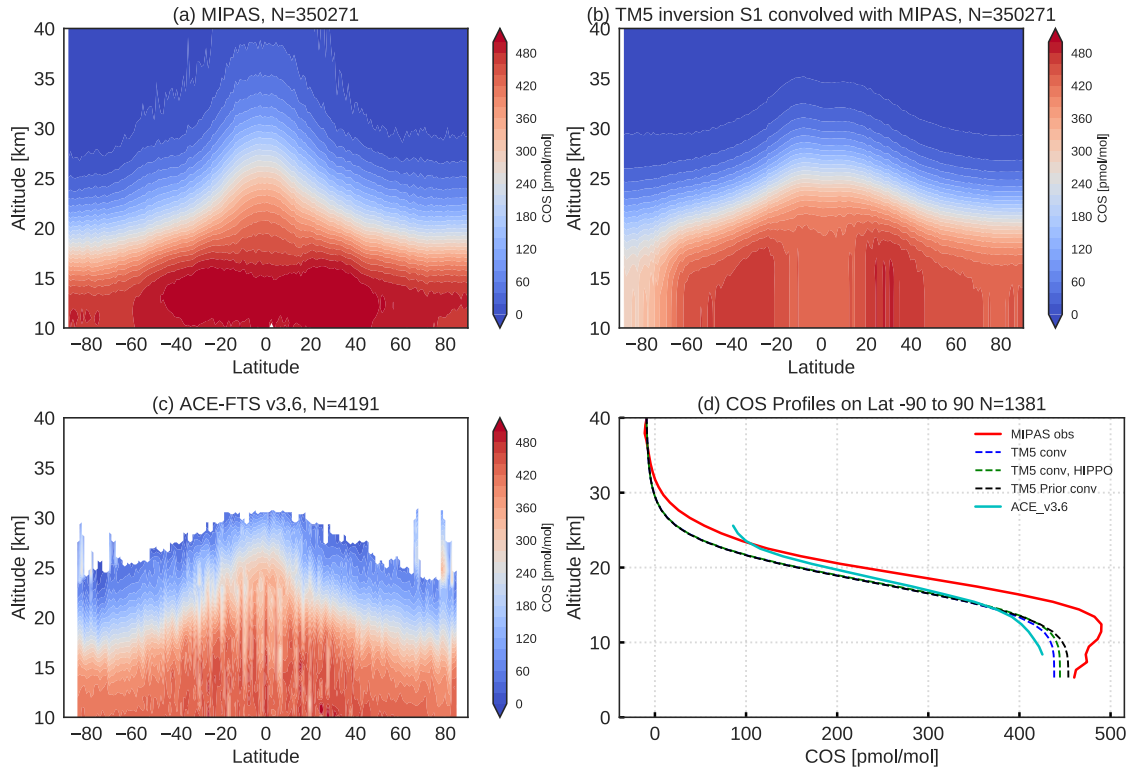 (a) MIPAS, N=350271
40
35
30
25
20
15
10
Altitude [km]
−80 −60 −40 −20 0 20 40 60 80
Latitude
480
420
360
300
240
180
120
60
0
COS [pmol/mol]
(b) TM5 inversion S1 convolved with MIPAS, N=350271
40
35
30
25
20
15
10
Altitude [km]
−80 −60 −40 −20 0 20 40 60 80
Latitude
480
420
360
300
240
180
120
60
0
COS [pmol/mol]
(c) ACE-FTS v3.6, N=4191
40
35
30
25
20
15
10
Altitude [km]
−80 −60 −40 −20 0 20 40 60 80
Latitude
480
420
360
300
240
180
120
60
0
COS [pmol/mol]
(d) COS Profiles on Lat -90 to 90 N=1381
40
30
20
10
0
Altitude [km]
MIPAS obs
TM5 conv
TM5 conv, HIPPO
TM5 Prior conv
ACE_v3.6
0 100 200 300 400 500
COS [pmol/mol]